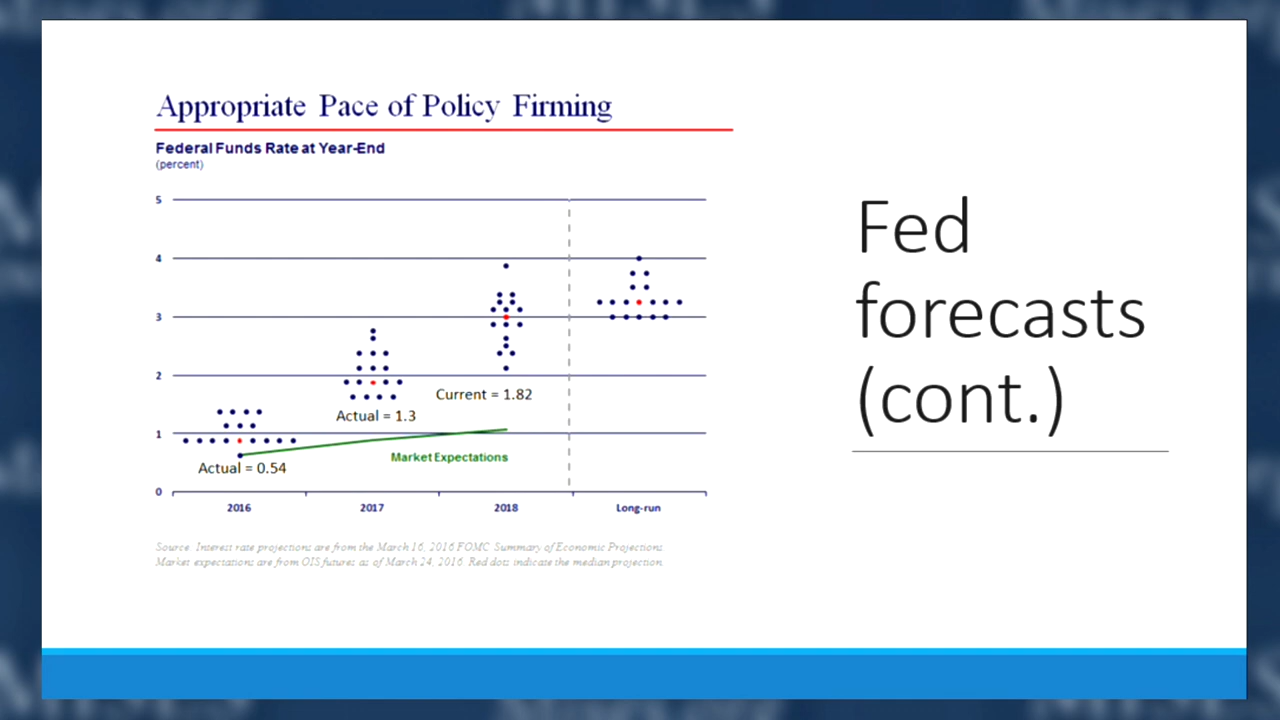 Appropriate Pace of Policy Firming
Federal Funds Rate at Year-End
(percent)
5
4
3
2
1
0
Current = 1.82
Actual = 1.3
Market Expectations
Actual = 0.54
2016
2017
2018
Long-run
Source: Interest rate projections are from the March 16, 2016 FOMC Summary of Economic Projections
Market expectations are from OIS futures as of March 24, 2016. Red dots indicate the median projection.
Fed
forecasts
(cont.)